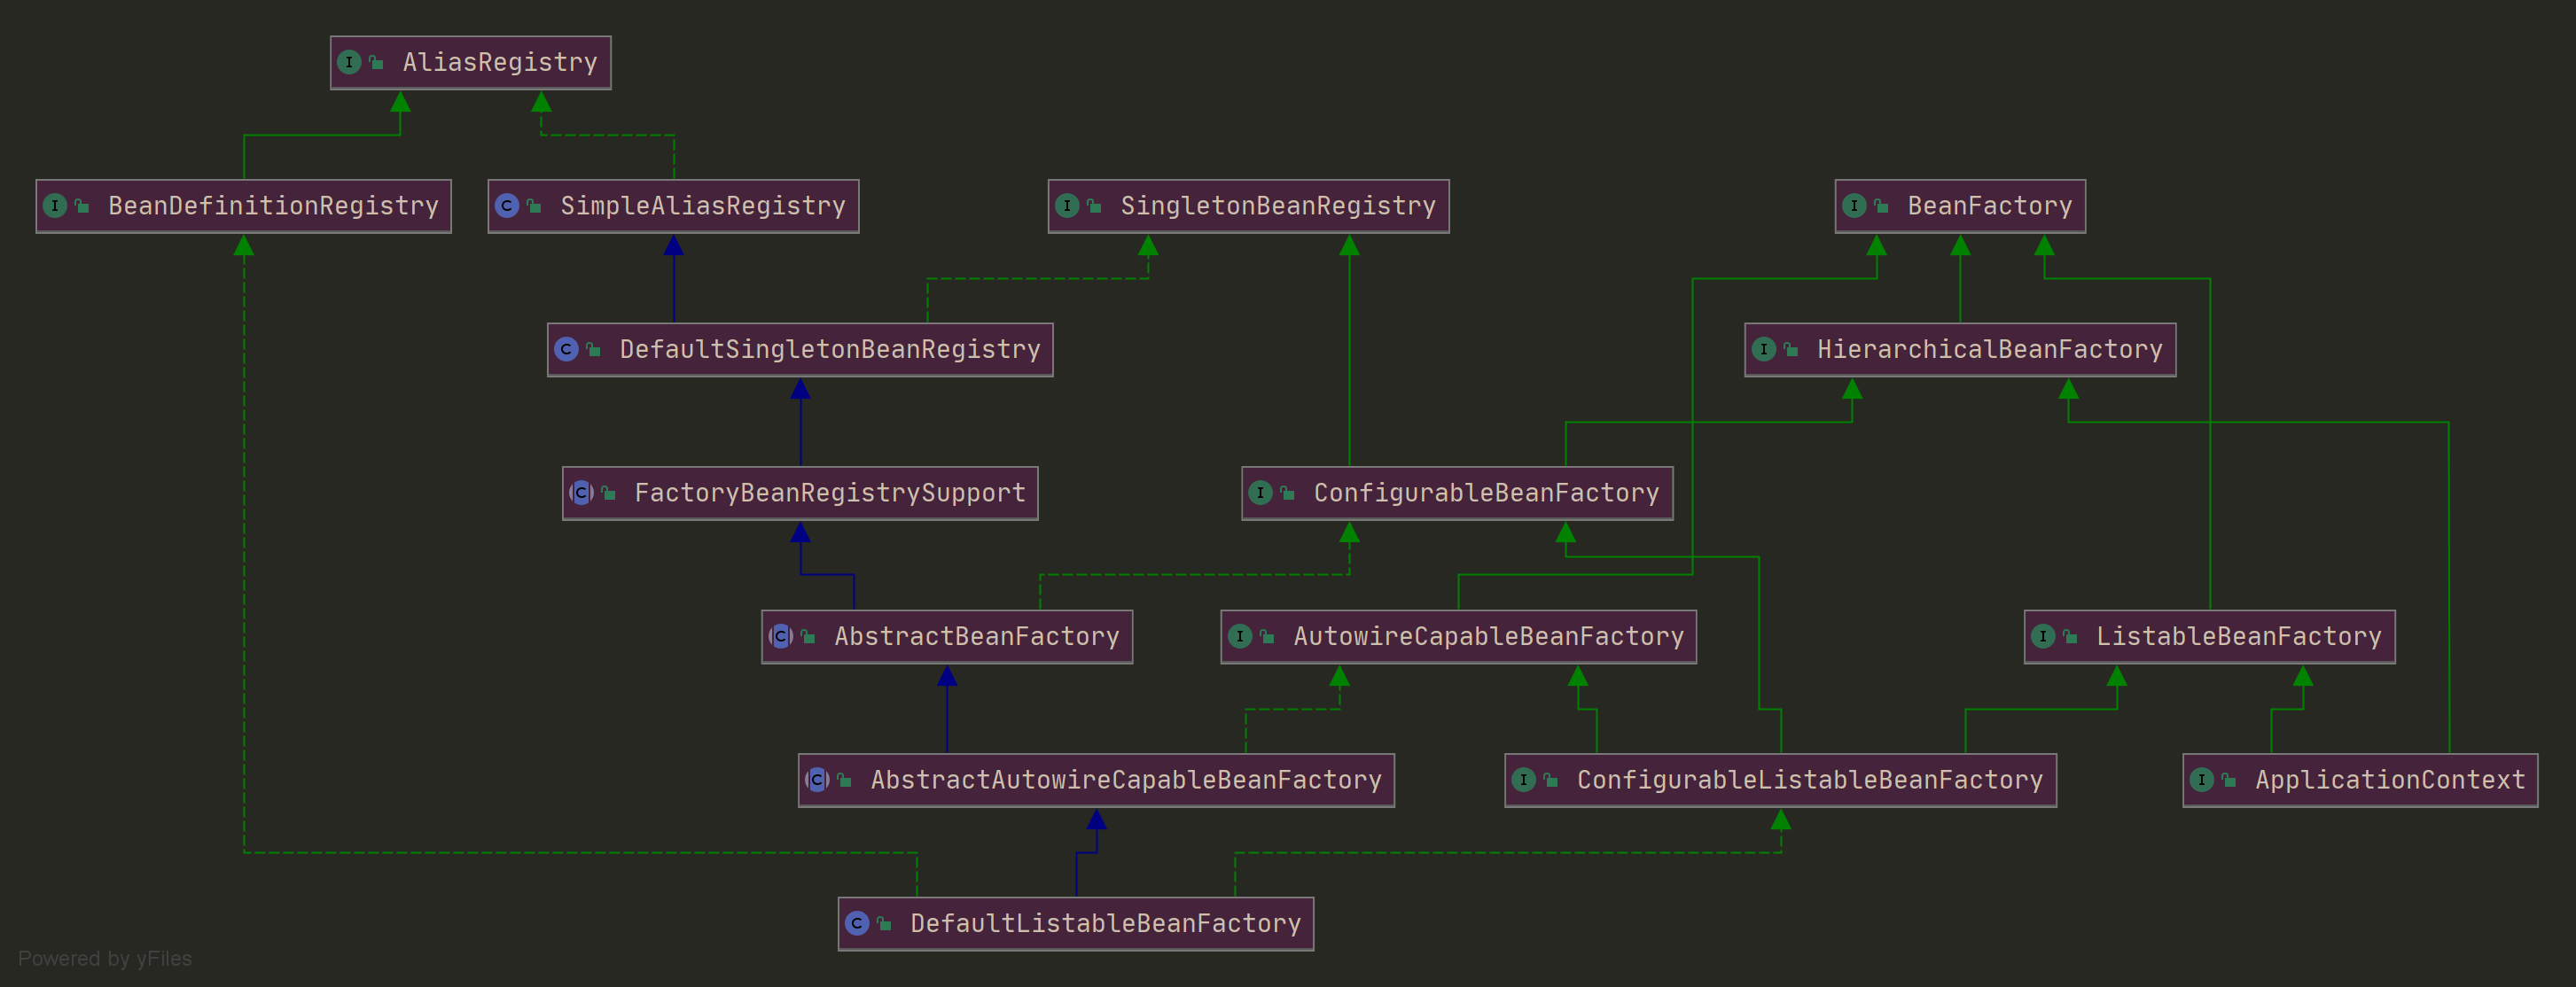 AliasRegistry
BeanDefinitionRegistry
SimpleAliasRegistry
SingletonBeanRegistry
BeanFactory
DefaultSingletonBeanRegistry
HierarchicalBeanFactory
FactoryBeanRegistrySupport
ConfigurableBeanFactory
AbstractBeanFactory
AutowireCapableBeanFactory
ListableBeanFactory
AbstractAutowireCapableBeanFactory
ConfigurableListableBeanFactory
ApplicationContext
DefaultListableBeanFactory
Powered by yFiles